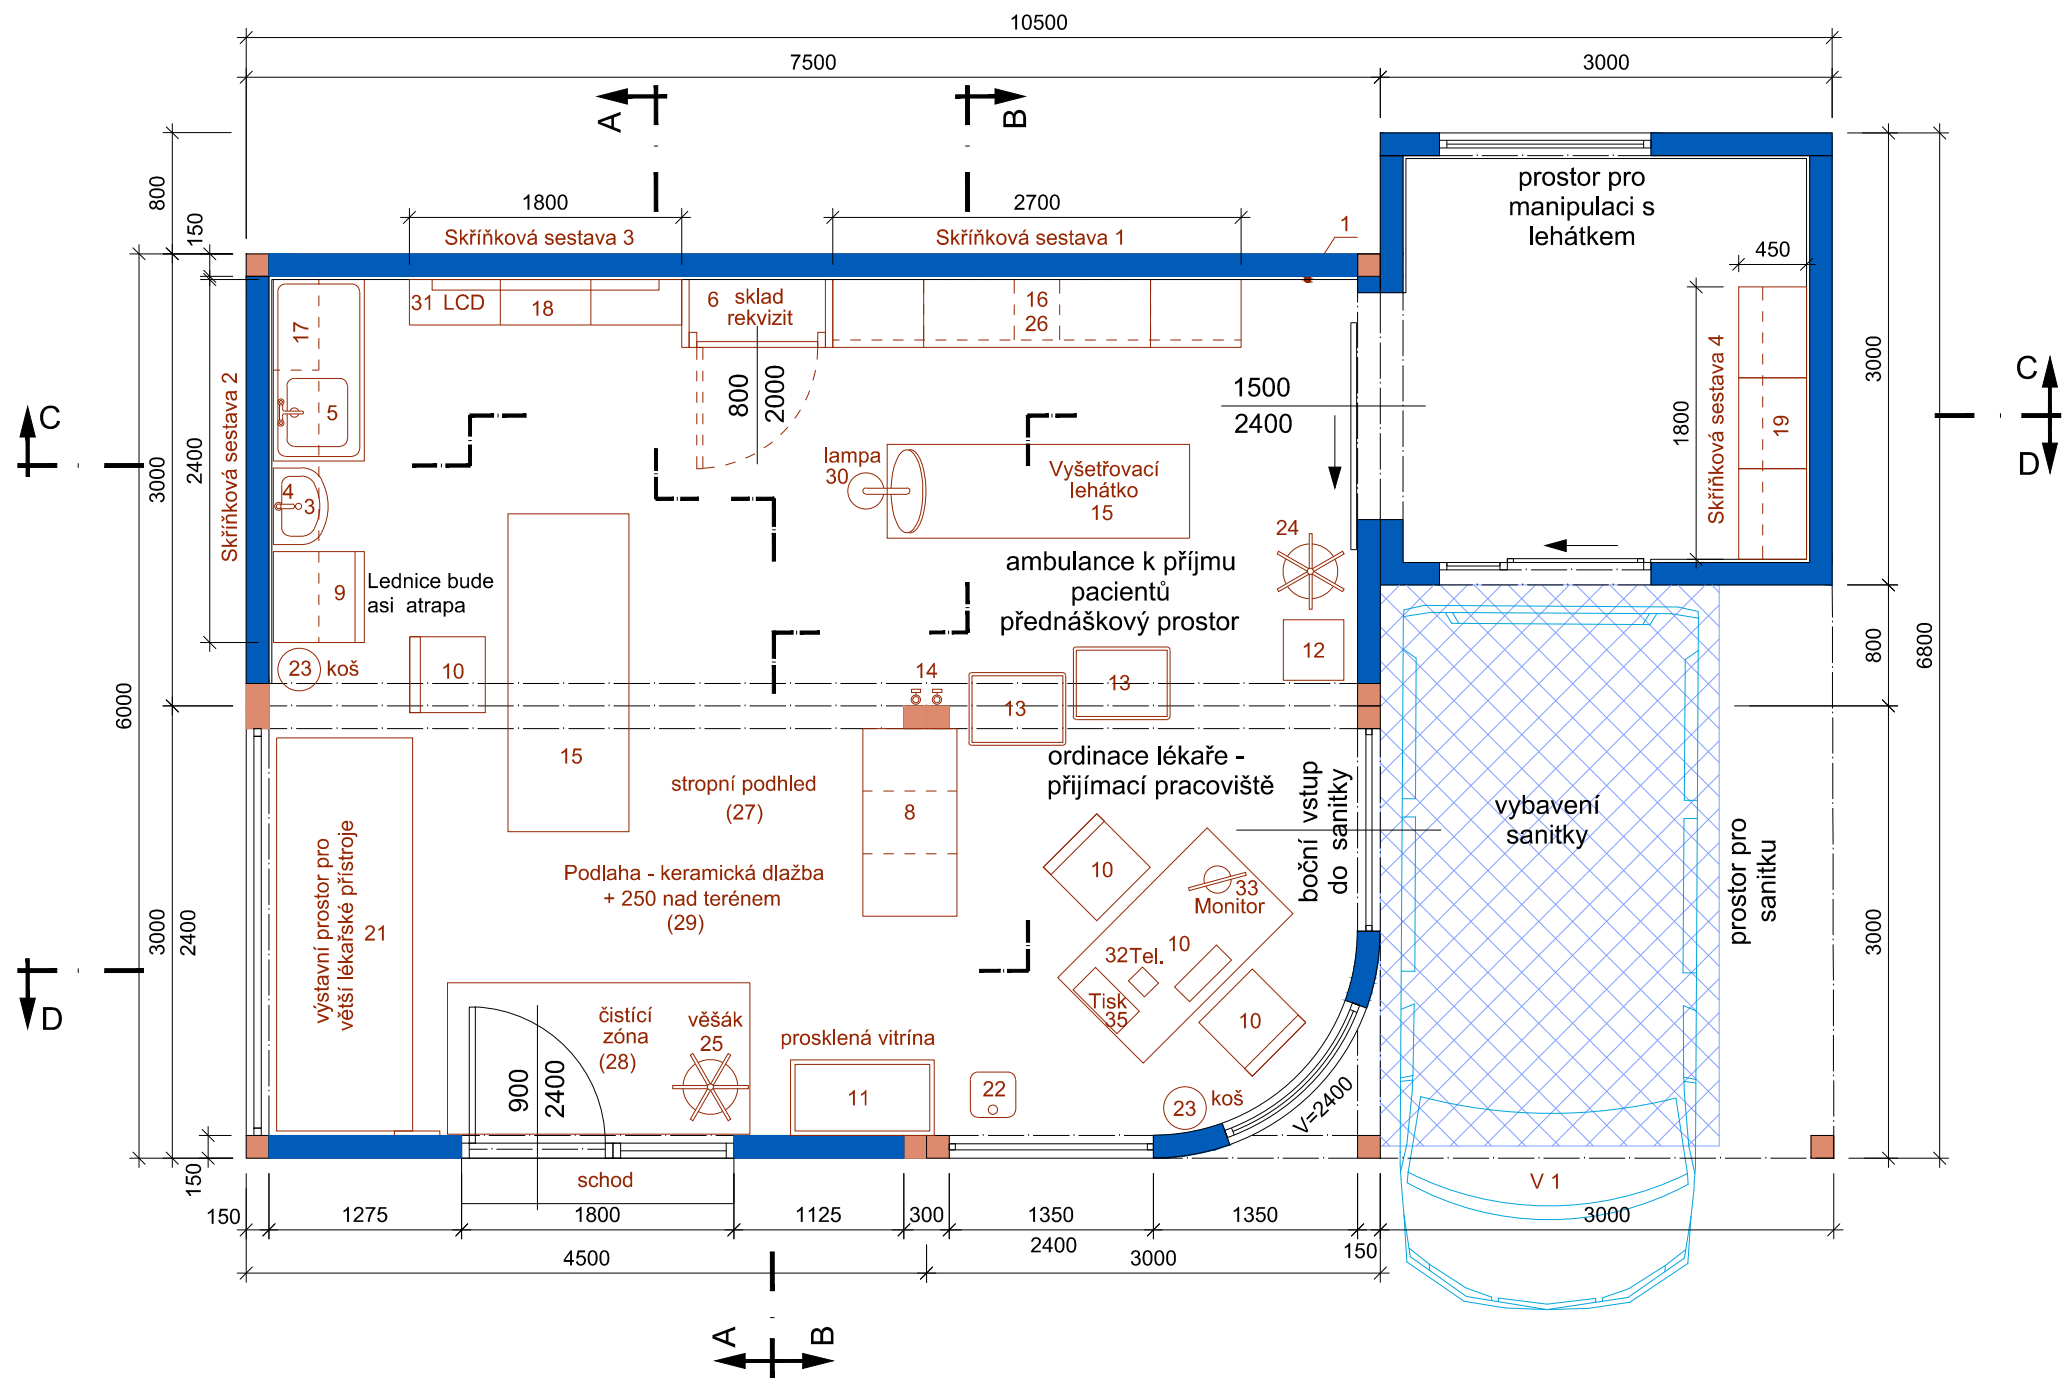 10500
7500
3000
A
B
800
150
1800
2700
Skříňková sestava 3
Skříňková sestava 1
1
prostor pro
manipulaci s
lehátkem
450
31 LCD
18
6 sklad
rekvizit
16
26
17
5
800
2000
1500
2400
Skříňková sestava 4
1800
19
3000
C
D
C
3000
2400
Skříňková sestava 2
4
3
lampa
30
Vyšetřovací
lehátko
15
24
9
Lednice bude
asi atrapa
ambulance k příjmu
pacientů
přednáškový prostor
12
23 koš
10
14
13
13
800
6800
6000
15
stropní podhled
(27)
8
ordinace lékaře -
přijímací pracoviště
boční vstup
do sanitky
vybavení
sanitky
prostor pro
sanitku
Podlaha - keramická dlažba
+ 250 nad terénem
(29)
10
33
Monitor
10
32Tel.
Tisk
35
10
výstavní prostor pro
větší lékařské přístroje
21
3000
2400
3000
D
čistící
zóna
(28)
věšák
25
prosklená vitrína
11
22
23 koš
V=2400
900
2400
150
schod
V 1
150
1275
1800
1125
300
1350
2400
1350
150
3000
4500
3000
A
B